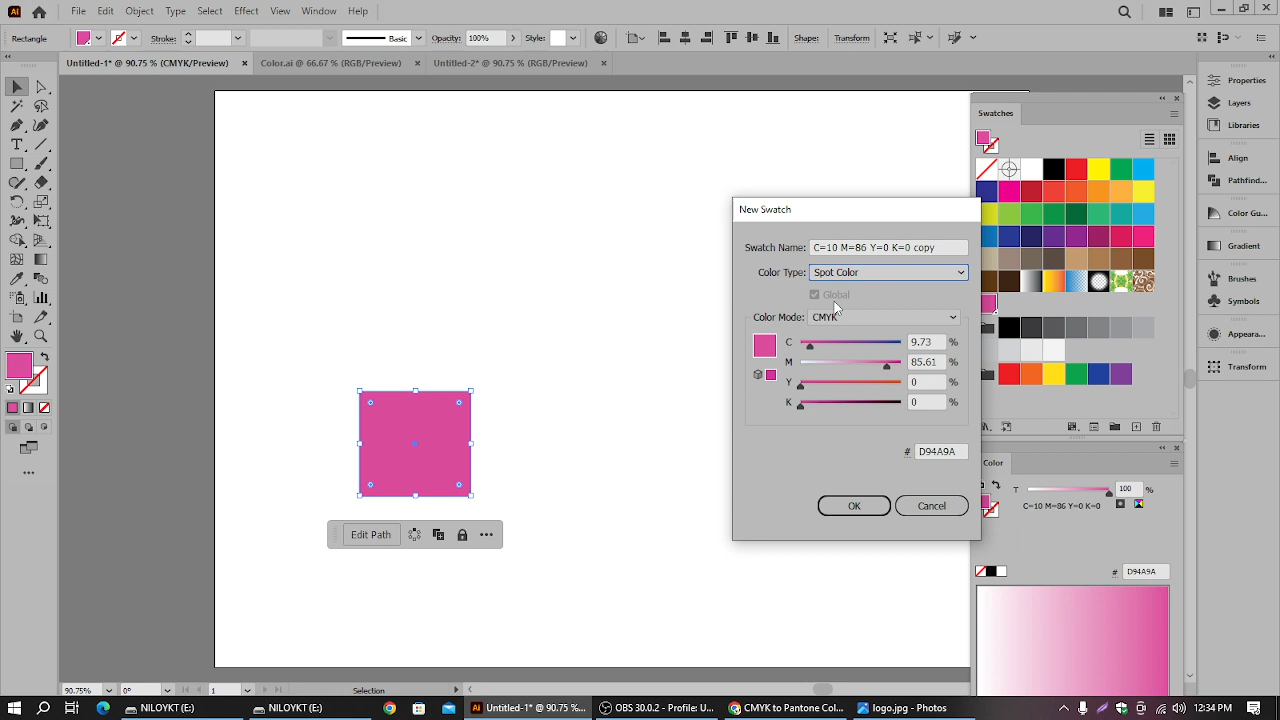 Ai File Edit Object Type Select Effect Color View Window Help
Rectangle Stroke: Basic Opacity: 100% Style: Shape: Transform
Untitled-1* @ 90.75 % (CMYK/Preview) × Color.ai @ 66.67 % (RGB/Preview) × Untitled-2* @ 90.75 % (RGB/Preview) ×
Swatches
New Swatch
Swatch Name: C=10 M=86 Y=0 K=0 copy
Color Type: Spot Color
Global
Color Mode: CMYK
C 9.73 %
M 85.61 %
Y 0 %
K 0 %
# D94A9A
OK Cancel
Edit Path
Color
T 100 %
C=10 M=86 Y=0 K=0
# D94A9A
Properties
Layers
Libraries
Align
Pathfind...
Color Gu...
Gradient
Brushes
Symbols
Appeara...
Transform
90.75% 0° 1 Selection
NILOYKT (E:) NILOYKT (E:) Ai Untitled-1* @ 90.75 %... OBS 30.0.2 - Profile: U... CMYK to Pantone Col... logo.jpg - Photos 12:34 PM